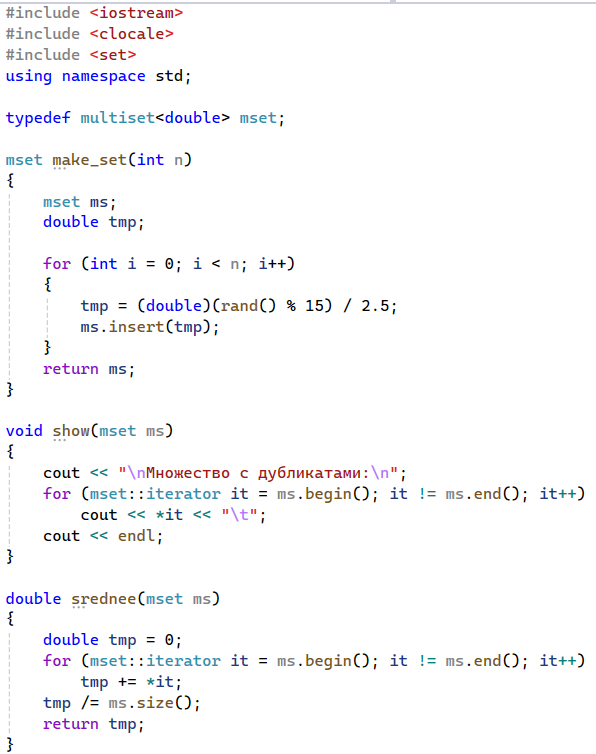 #include <iostream>
#include <clocale>
#include <set>
using namespace std;

typedef multiset<double> mset;

mset make_set(int n)
{
    mset ms;
    double tmp;

    for (int i = 0; i < n; i++)
    {
        tmp = (double)(rand() % 15) / 2.5;
        ms.insert(tmp);
    }
    return ms;
}

void show(mset ms)
{
    cout << "\nМножество с дубликатами:\n";
    for (mset::iterator it = ms.begin(); it != ms.end(); it++)
        cout << *it << "\t";
    cout << endl;
}

double srednee(mset ms)
{
    double tmp = 0;
    for (mset::iterator it = ms.begin(); it != ms.end(); it++)
        tmp += *it;
    tmp /= ms.size();
    return tmp;
}